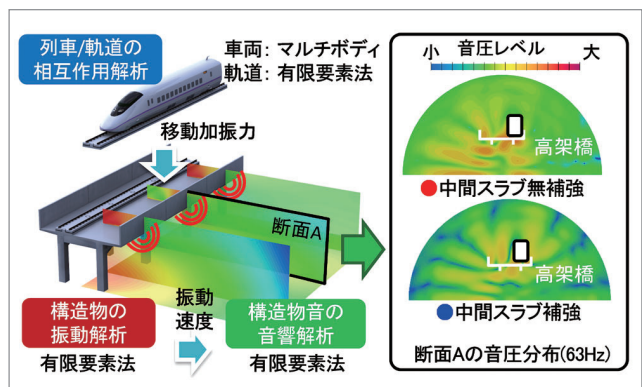 列車/軌道の
相互作用解析
車両: マルチボディ
軌道: 有限要素法
移動加振力
断面A
構造物の
振動解析
有限要素法
振動
速度
構造物音の
音響解析
有限要素法
音圧レベル
小
大
高架橋
●中間スラブ無補強
高架橋
●中間スラブ補強
断面Aの音圧分布(63Hz)